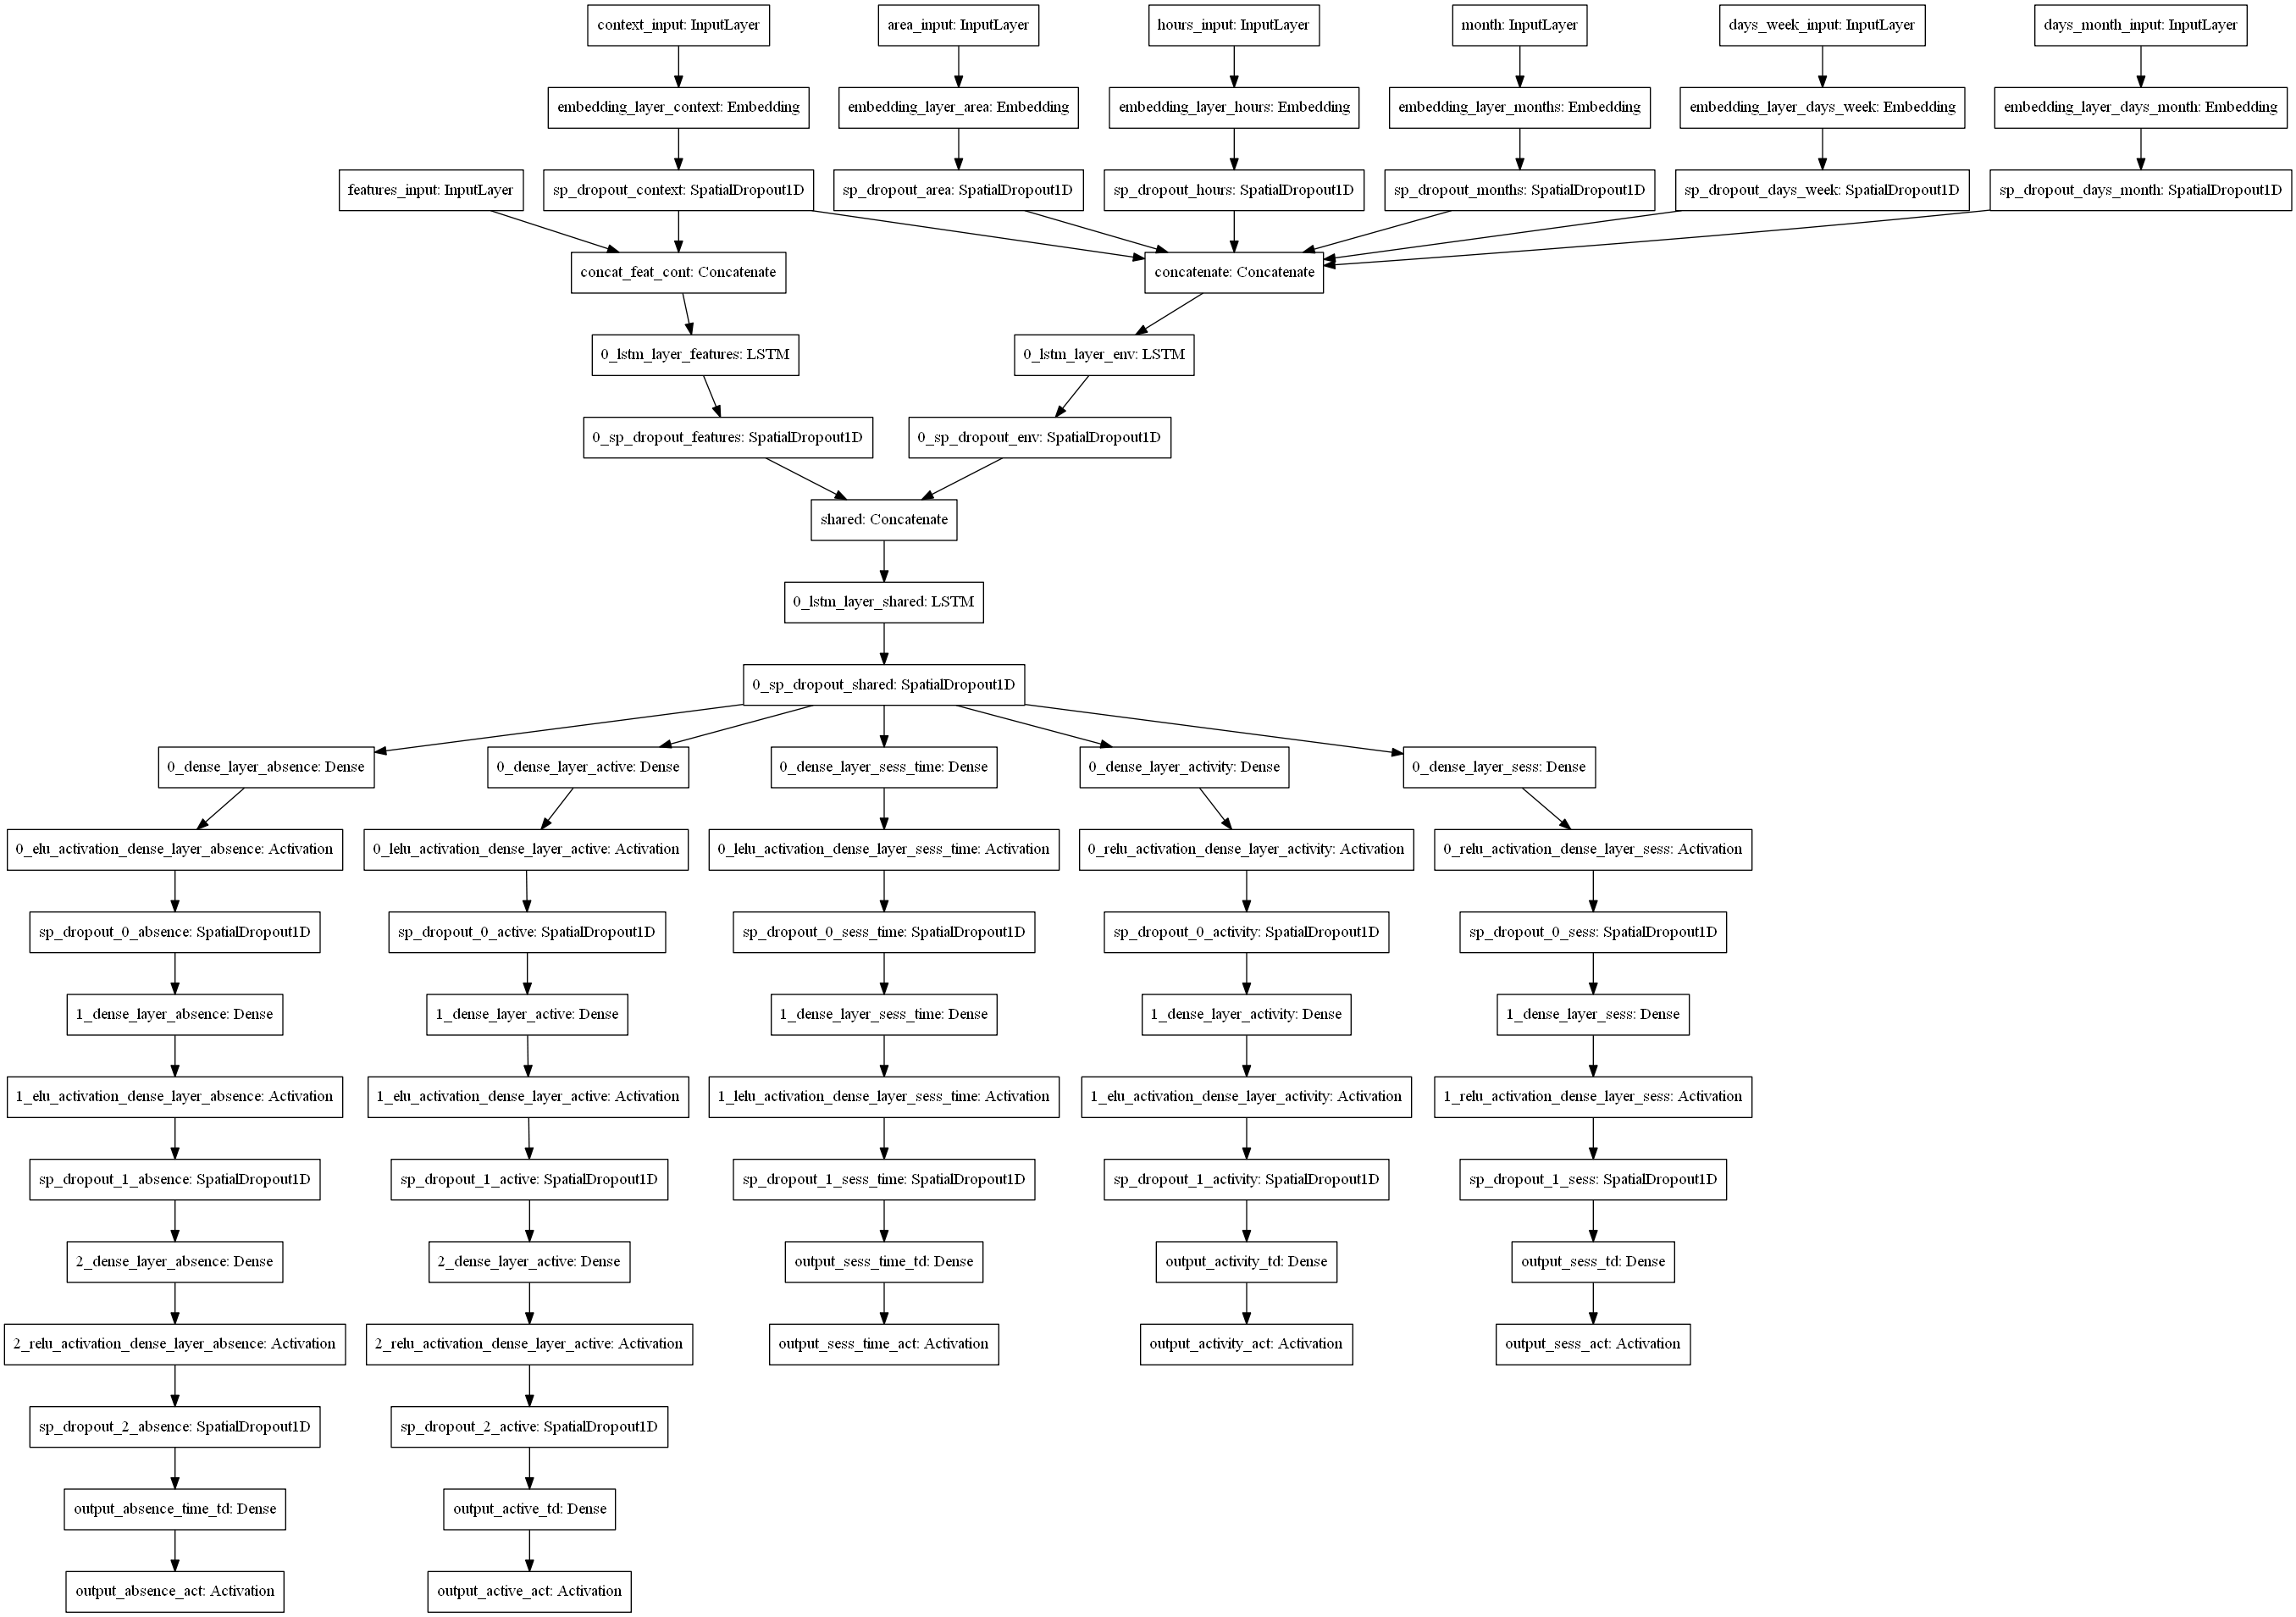 context_input: InputLayer
area_input: InputLayer
hours_input: InputLayer
month: InputLayer
days_week_input: InputLayer
days_month_input: InputLayer
embedding_layer_context: Embedding
embedding_layer_area: Embedding
embedding_layer_hours: Embedding
embedding_layer_months: Embedding
embedding_layer_days_week: Embedding
embedding_layer_days_month: Embedding
features_input: InputLayer
sp_dropout_context: SpatialDropout1D
sp_dropout_area: SpatialDropout1D
sp_dropout_hours: SpatialDropout1D
sp_dropout_months: SpatialDropout1D
sp_dropout_days_week: SpatialDropout1D
sp_dropout_days_month: SpatialDropout1D
concat_feat_cont: Concatenate
concatenate: Concatenate
0_lstm_layer_features: LSTM
0_lstm_layer_env: LSTM
0_sp_dropout_features: SpatialDropout1D
0_sp_dropout_env: SpatialDropout1D
shared: Concatenate
0_lstm_layer_shared: LSTM
0_sp_dropout_shared: SpatialDropout1D
0_dense_layer_absence: Dense
0_dense_layer_active: Dense
0_dense_layer_sess_time: Dense
0_dense_layer_activity: Dense
0_dense_layer_sess: Dense
0_elu_activation_dense_layer_absence: Activation
0_lelu_activation_dense_layer_active: Activation
0_lelu_activation_dense_layer_sess_time: Activation
0_relu_activation_dense_layer_activity: Activation
0_relu_activation_dense_layer_sess: Activation
sp_dropout_0_absence: SpatialDropout1D
sp_dropout_0_active: SpatialDropout1D
sp_dropout_0_sess_time: SpatialDropout1D
sp_dropout_0_activity: SpatialDropout1D
sp_dropout_0_sess: SpatialDropout1D
1_dense_layer_absence: Dense
1_dense_layer_active: Dense
1_dense_layer_sess_time: Dense
1_dense_layer_activity: Dense
1_dense_layer_sess: Dense
1_elu_activation_dense_layer_absence: Activation
1_elu_activation_dense_layer_active: Activation
1_lelu_activation_dense_layer_sess_time: Activation
1_elu_activation_dense_layer_activity: Activation
1_relu_activation_dense_layer_sess: Activation
sp_dropout_1_absence: SpatialDropout1D
sp_dropout_1_active: SpatialDropout1D
sp_dropout_1_sess_time: SpatialDropout1D
sp_dropout_1_activity: SpatialDropout1D
sp_dropout_1_sess: SpatialDropout1D
2_dense_layer_absence: Dense
2_dense_layer_active: Dense
output_sess_time_td: Dense
output_activity_td: Dense
output_sess_td: Dense
2_relu_activation_dense_layer_absence: Activation
2_relu_activation_dense_layer_active: Activation
output_sess_time_act: Activation
output_activity_act: Activation
output_sess_act: Activation
sp_dropout_2_absence: SpatialDropout1D
sp_dropout_2_active: SpatialDropout1D
output_absence_time_td: Dense
output_active_td: Dense
output_absence_act: Activation
output_active_act: Activation